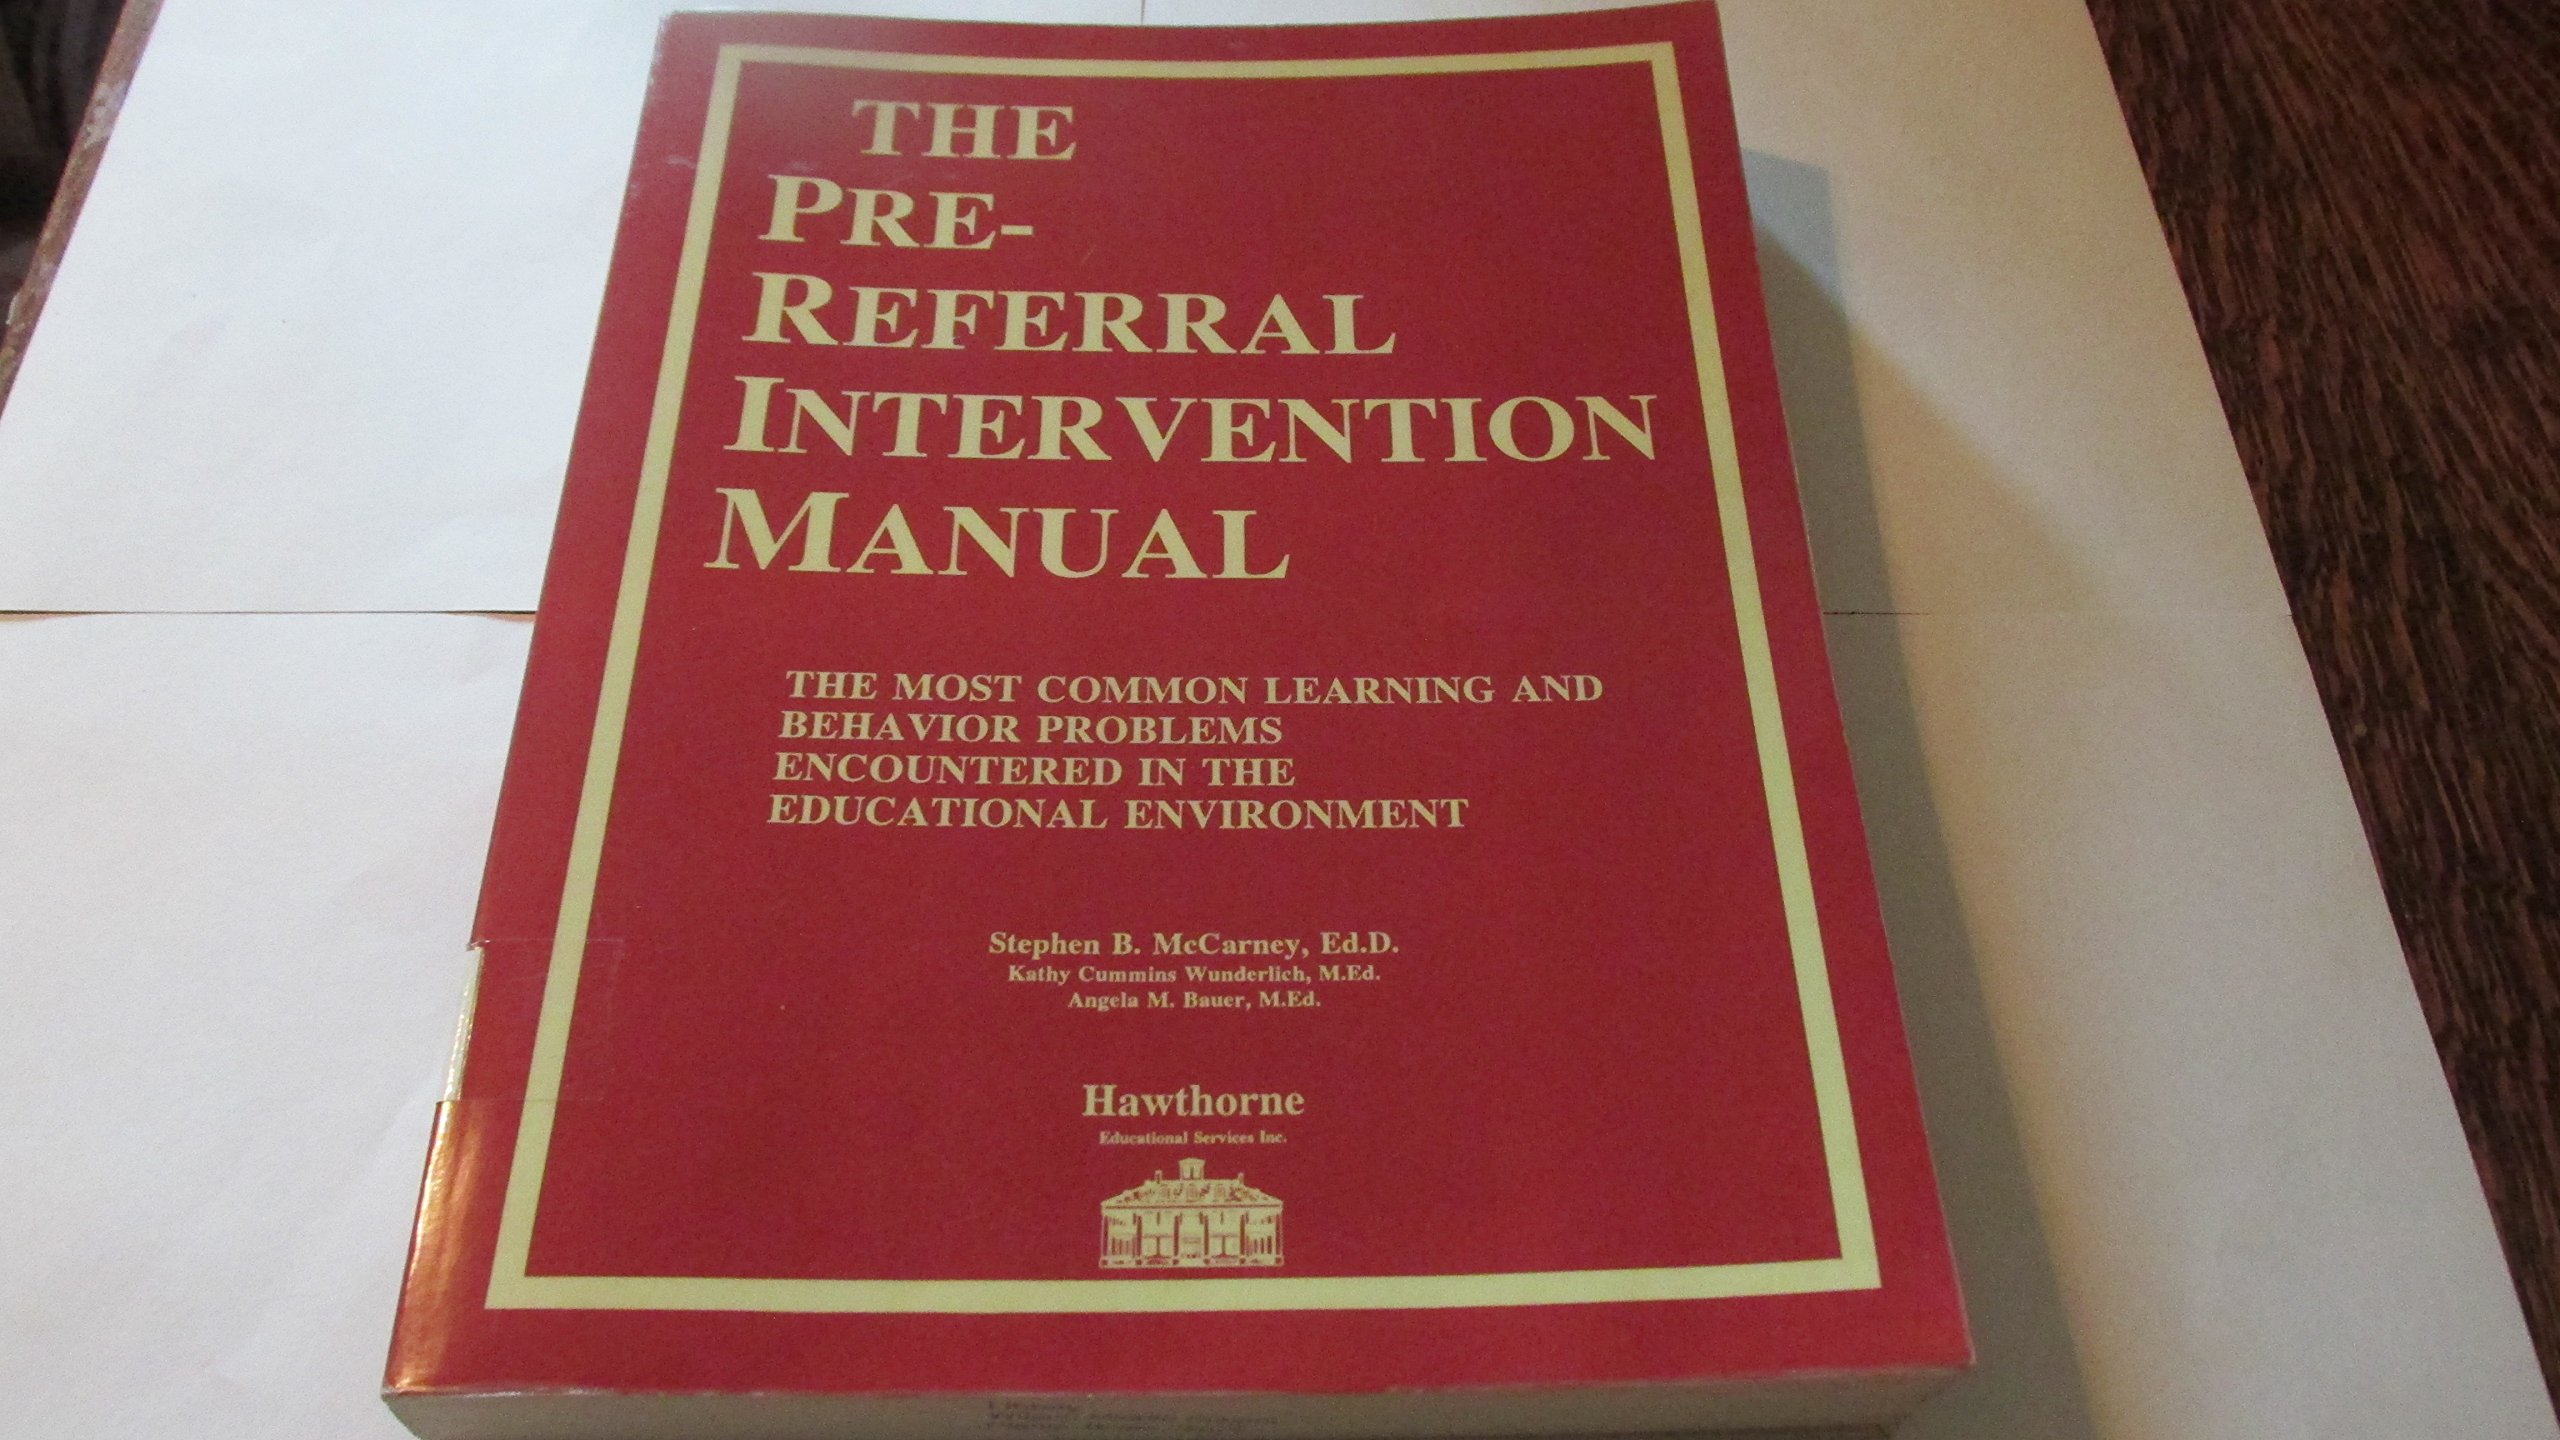 THE
PRE-
REFERRAL
INTERVENTION
MANUAL
THE MOST COMMON LEARNING AND
BEHAVIOR PROBLEMS
ENCOUNTERED IN THE
EDUCATIONAL ENVIRONMENT
Stephen B. McCarney, Ed.D.
Kathy Cummins Wunderlich, M.Ed.
Angela M. Bauer, M.Ed.
Hawthorne
Educational Services Inc.